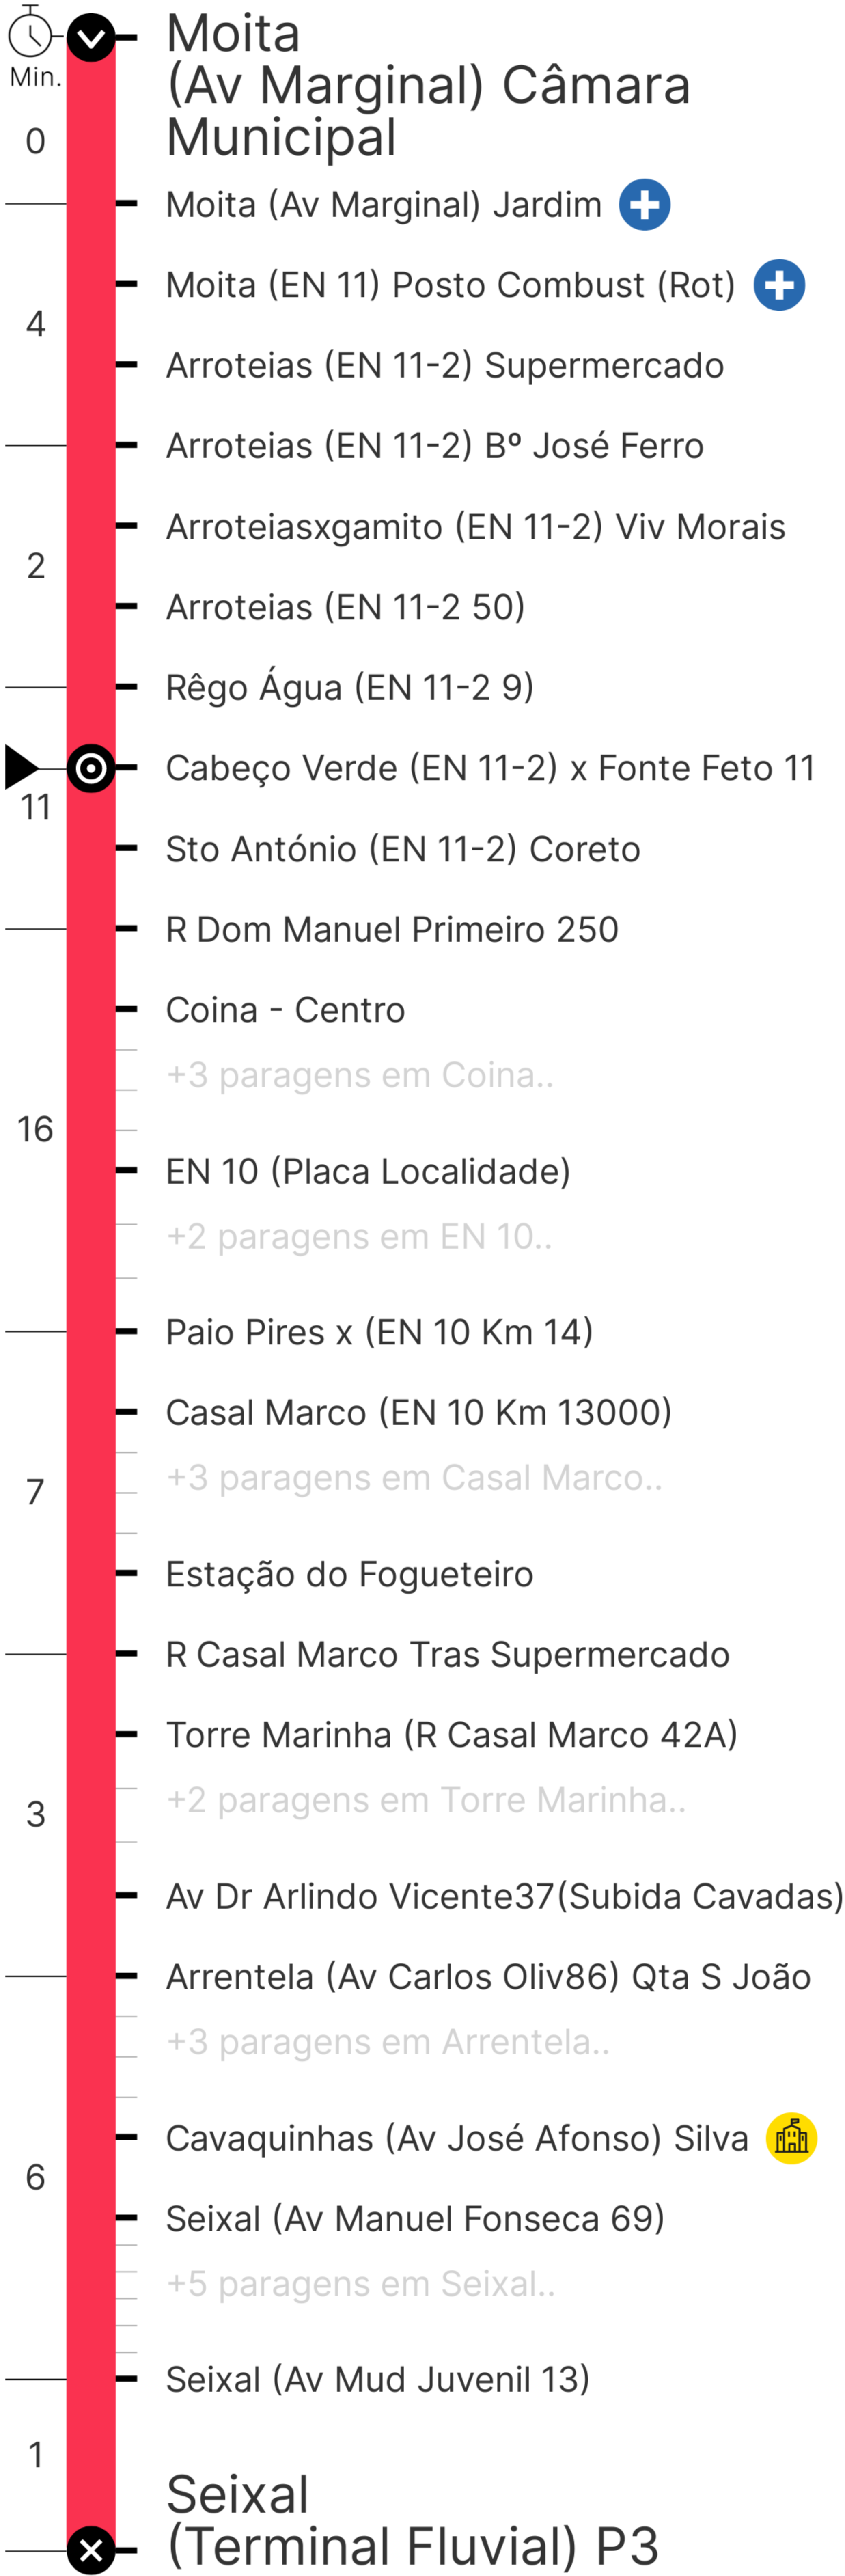 Min.
Moita
(Av Marginal) Câmara
Municipal
0
Moita (Av Marginal) Jardim
Moita (EN 11) Posto Combust (Rot)
4
Arroteias (EN 11-2) Supermercado
Arroteias (EN 11-2) Bº José Ferro
Arroteiasxgamito (EN 11-2) Viv Morais
2
Arroteias (EN 11-2 50)
Rêgo Água (EN 11-2 9)
Cabeço Verde (EN 11-2) x Fonte Feto 11
11
Sto António (EN 11-2) Coreto
R Dom Manuel Primeiro 250
Coina - Centro
+3 paragens em Coina..
16
EN 10 (Placa Localidade)
+2 paragens em EN 10..
Paio Pires x (EN 10 Km 14)
Casal Marco (EN 10 Km 13000)
+3 paragens em Casal Marco..
7
Estação do Fogueteiro
R Casal Marco Tras Supermercado
Torre Marinha (R Casal Marco 42A)
+2 paragens em Torre Marinha..
3
Av Dr Arlindo Vicente37(Subida Cavadas)
Arrentela (Av Carlos Oliv86) Qta S João
+3 paragens em Arrentela..
Cavaquinhas (Av José Afonso) Silva
6
Seixal (Av Manuel Fonseca 69)
+5 paragens em Seixal..
Seixal (Av Mud Juvenil 13)
1
Seixal
(Terminal Fluvial) P3